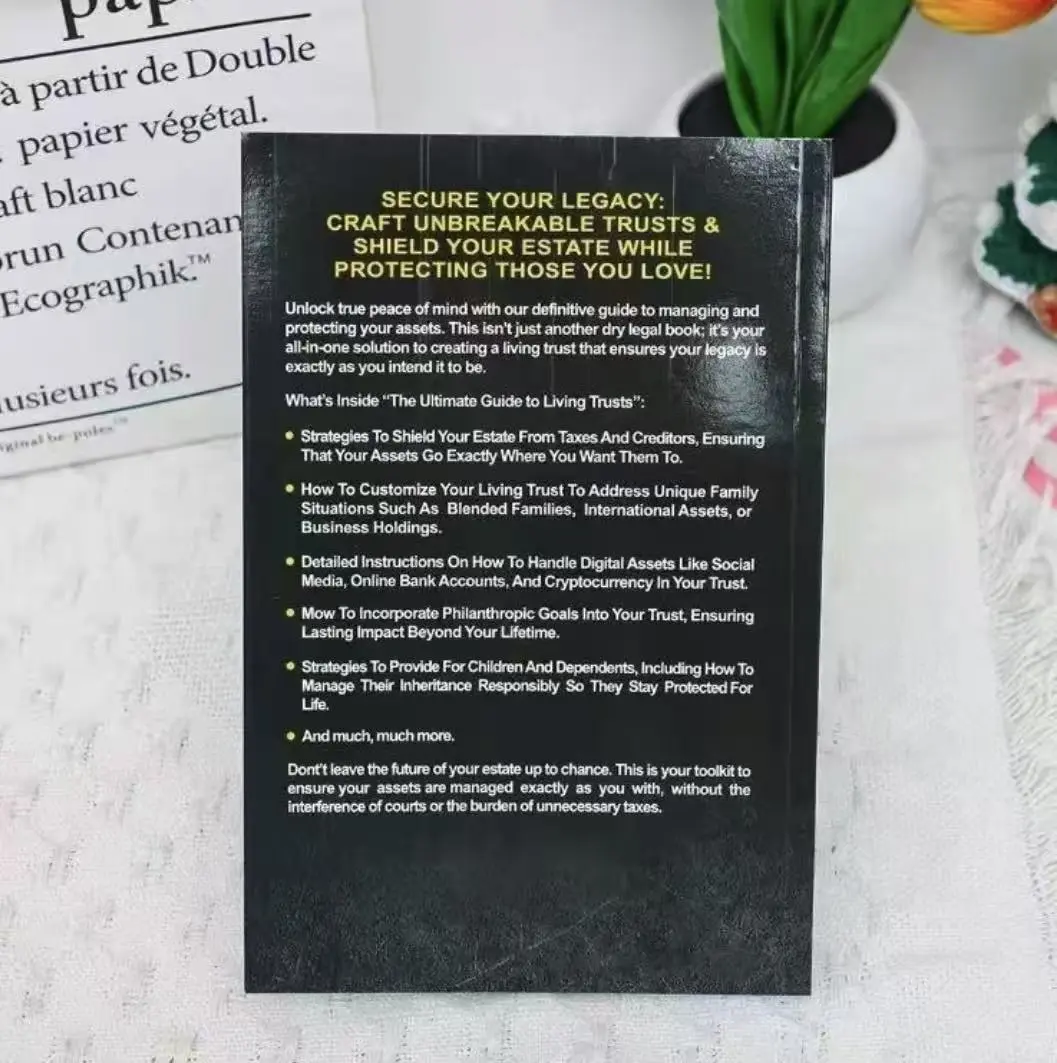 à partir de Double
papier végétal.
aft blanc
run Contenan
Ecographik.™
usieurs fois.
iginal be-poles™
SECURE YOUR LEGACY:
CRAFT UNBREAKABLE TRUSTS &
SHIELD YOUR ESTATE WHILE
PROTECTING THOSE YOU LOVE!
Unlock true peace of mind with our definitive guide to managing and
protecting your assets. This isn't just another dry legal book; it's your
all-in-one solution to creating a living trust that ensures your legacy is
exactly as you intend it to be.
What's Inside "The Ultimate Guide to Living Trusts":
• Strategies To Shield Your Estate From Taxes And Creditors, Ensuring
That Your Assets Go Exactly Where You Want Them To.
• How To Customize Your Living Trust To Address Unique Family
Situations Such As Blended Families, International Assets, or
Business Holdings.
• Detailed Instructions On How To Handle Digital Assets Like Social
Media, Online Bank Accounts, And Cryptocurrency In Your Trust.
• Mow To Incorporate Philanthropic Goals Into Your Trust, Ensuring
Lasting Impact Beyond Your Lifetime.
• Strategies To Provide For Children And Dependents, Including How To
Manage Their Inheritance Responsibly So They Stay Protected For
Life.
• And much, much more.
Dont't leave the future of your estate up to chance. This is your toolkit to
ensure your assets are managed exactly as you with, without the
interference of courts or the burden of unnecessary taxes.